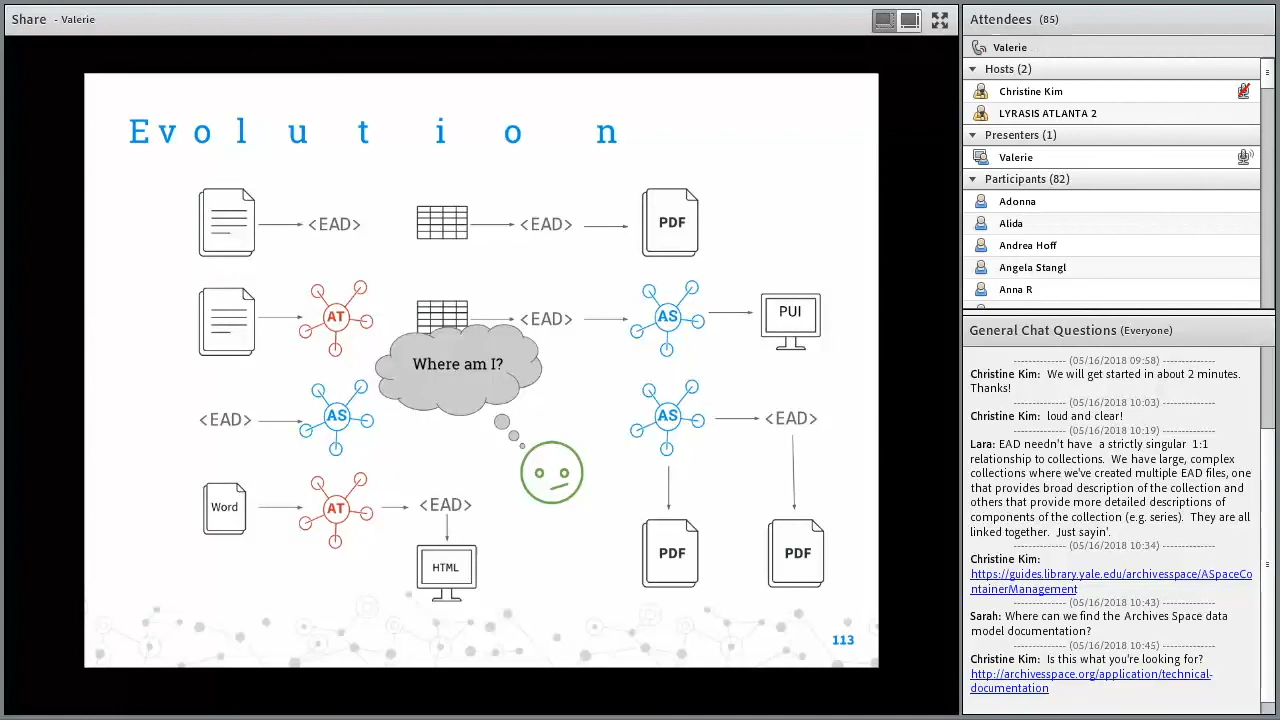 Share - Valerie
E v o l u t i o n
<EAD>
<EAD>
PDF
AT
<EAD>
AS
PUI
Where am I?
<EAD>
AS
AS
<EAD>
Word
AT
<EAD>
HTML
PDF
PDF
113
Attendees (85)
Valerie
Hosts (2)
Christine Kim
LYRASIS ATLANTA 2
Presenters (1)
Valerie
Participants (82)
Adonna
Alida
Andrea Hoff
Angela Stangl
Anna R
General Chat Questions (Everyone)
------------- (05/16/2018 09:58) -------------
Christine Kim: We will get started in about 2 minutes.
Thanks!
------------- (05/16/2018 10:03) -------------
Christine Kim: loud and clear!
------------- (05/16/2018 10:19) -------------
Lara: EAD needn't have a strictly singular 1:1
relationship to collections. We have large, complex
collections where we've created multiple EAD files, one
that provides broad description of the collection and
others that provide more detailed descriptions of
components of the collection (e.g. series). They are all
linked together. Just sayin'.
------------- (05/16/2018 10:34) -------------
Christine Kim:
https://guides.library.yale.edu/archivesspace/ASpaceCo
ntainerManagement
------------- (05/16/2018 10:43) -------------
Sarah: Where can we find the Archives Space data
model documentation?
------------- (05/16/2018 10:45) -------------
Christine Kim: Is this what you're looking for?
http://archivesspace.org/application/technical-
documentation